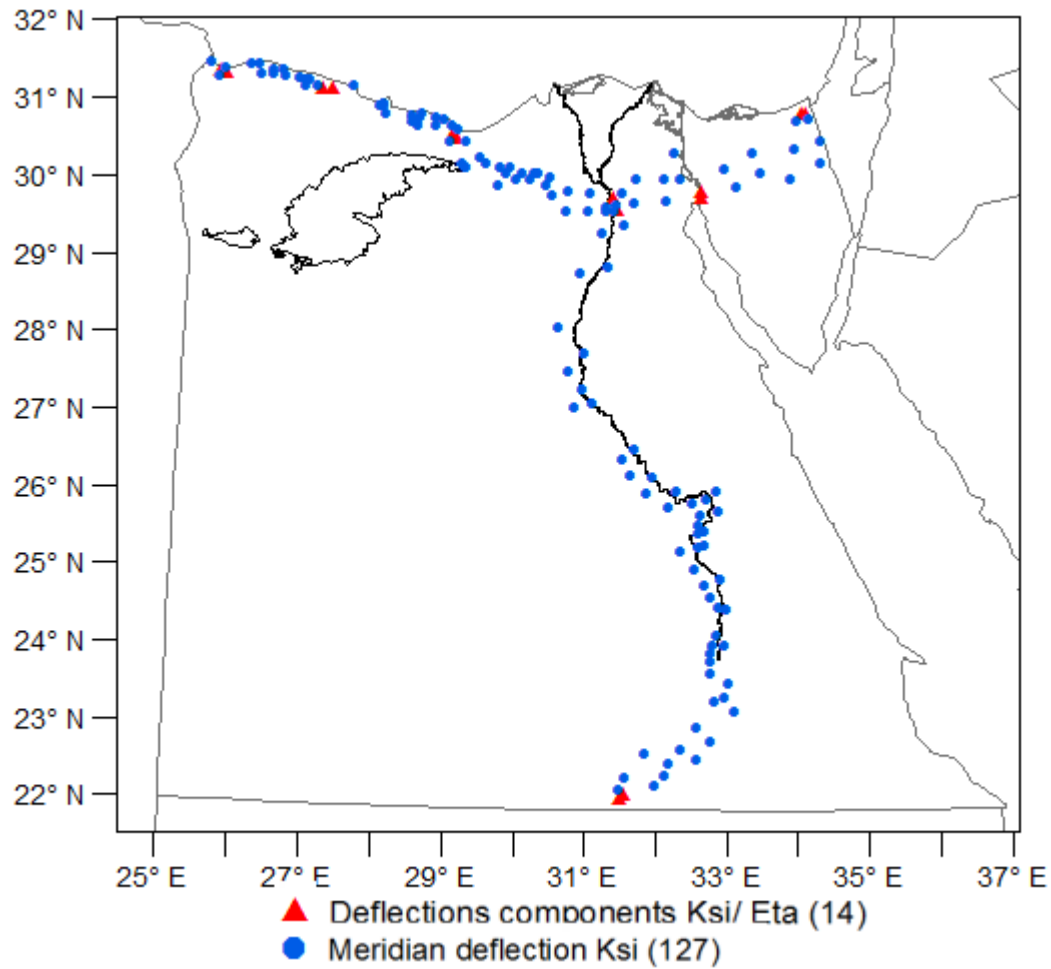 32° N
31° N
30° N
29° N
28° N
27° N
26° N
25° N
24° N
23° N
22° N
25° E 27° E 29° E 31° E 33° E 35° E 37° E
Deflections components Ksi/ Eta (14)
Meridian deflection Ksi (127)